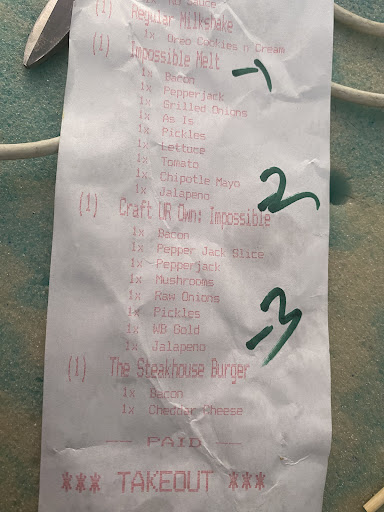 Sauce
(1) Regular Milkshake
1x Oreo Cookies n Cream
(1) Impossible Melt
1x Bacon -1
1x Pepperjack
1x Grilled Onions
1x As Is
1x Pickles
1x Lettuce
1x Tomato
1x Chipotle Mayo
1x Jalapeno 2
(1) Craft UR Own: Impossible
1x Bacon
1x Pepper Jack Slice
1x Pepperjack
1x Mushrooms
1x Raw Onions
1x Pickles
1x WB Gold
1x Jalapeno -3
(1) The Steakhouse Burger
1x Bacon
1x Cheddar Rheese
PAID
*** TAKEOUT ***